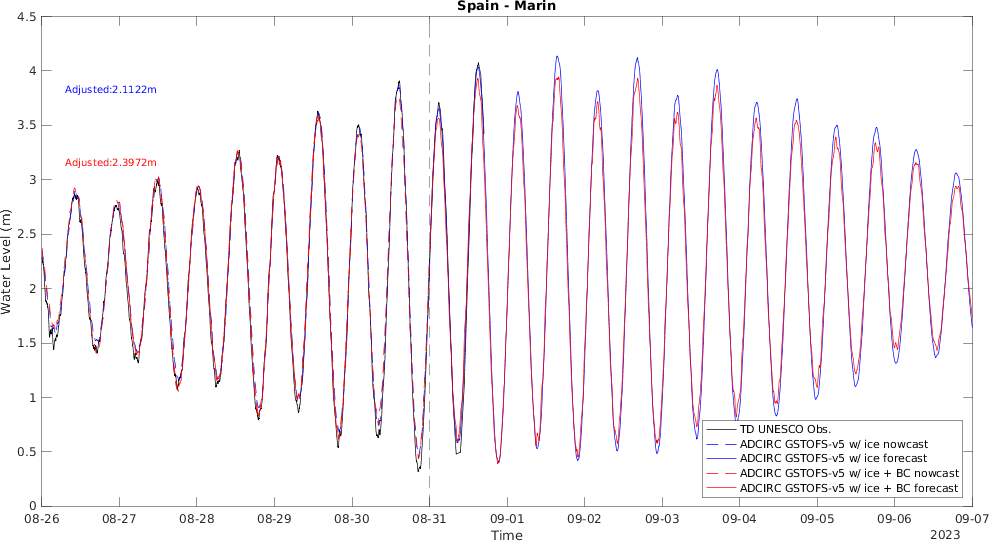 Spain - Marin
4.5
4
3.5
3
2.5
2
1.5
1
0.5
0
Water Level (m)
Adjusted:2.1122m
Adjusted:2.3972m
TD UNESCO Obs.
ADCIRC GSTOFS-v5 w/ ice nowcast
ADCIRC GSTOFS-v5 w/ ice forecast
ADCIRC GSTOFS-v5 w/ ice + BC nowcast
ADCIRC GSTOFS-v5 w/ ice + BC forecast
08-26 08-27 08-28 08-29 08-30 08-31 09-01 09-02 09-03 09-04 09-05 09-06 09-07
Time
2023